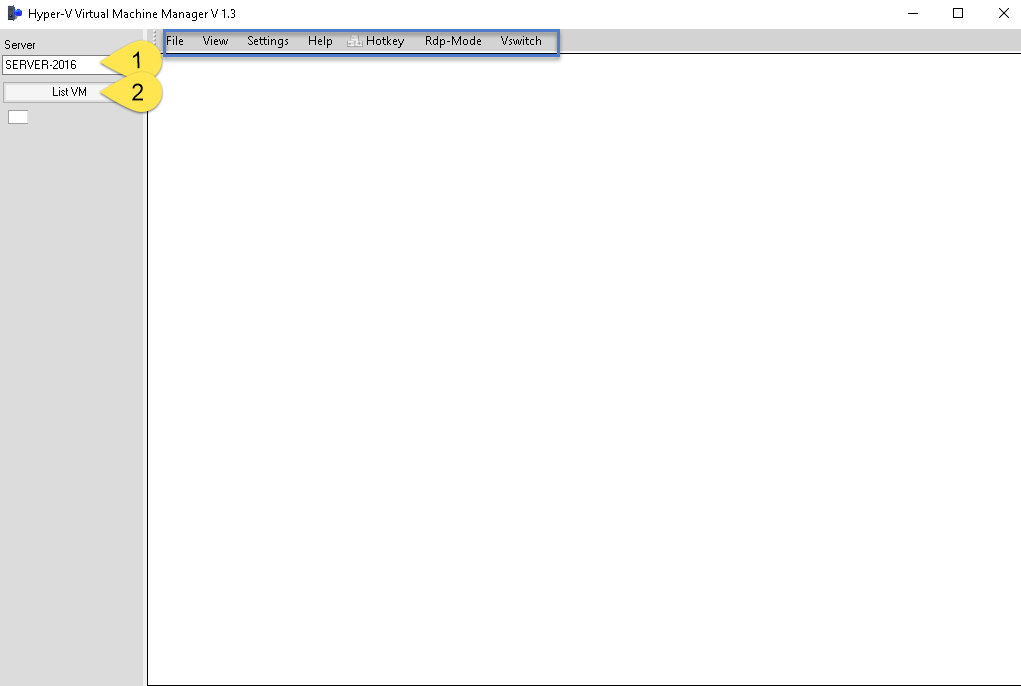 Hyper-V Virtual Machine Manager V 1.3
File View Settings Help Hotkey Rdp-Mode Vswitch
Server
SERVER-2016
1
List VM
2